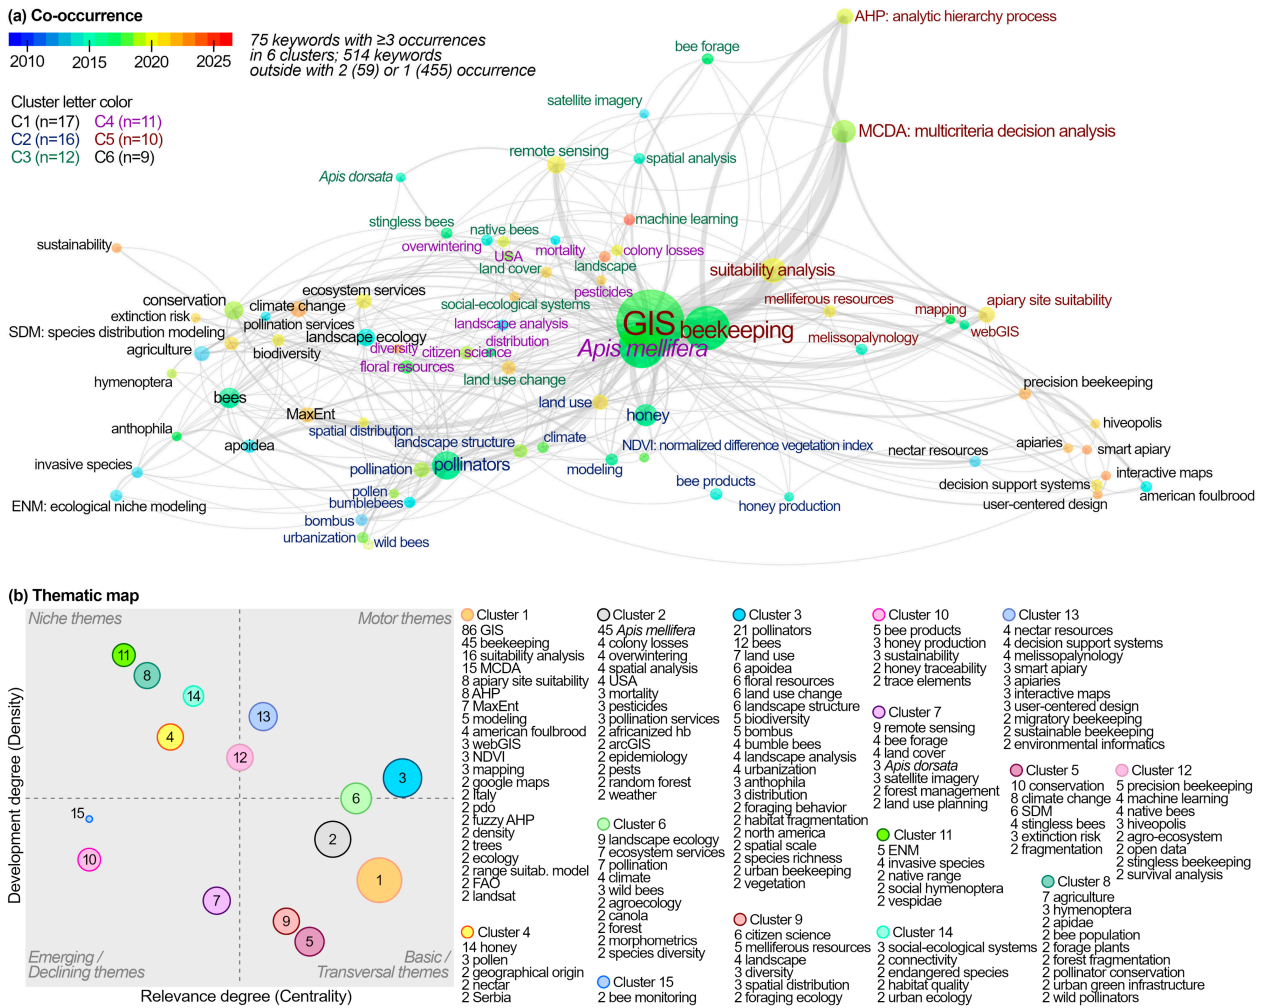 (a) Co-occurrence
2010 2015 2020 2025
75 keywords with ≥3 occurrences
in 6 clusters; 514 keywords
outside with 2 (59) or 1 (455) occurrence
Cluster letter color
C1 (n=17) C4 (n=11)
C2 (n=16) C5 (n=10)
C3 (n=12) C6 (n=9)
AHP: analytic hierarchy process
bee forage
satellite imagery
MCDA: multicriteria decision analysis
remote sensing
spatial analysis
Apis dorsata
machine learning
stingless bees
native bees
overwintering
mortality
colony losses
sustainability
USA
land cover
landscape
suitability analysis
ecosystem services
pesticides
conservation
climate change
social-ecological systems
melliferous resources
apiary site suitability
mapping
extinction risk
pollination services
landscape analysis
GIS
beekeeping
webGIS
SDM: species distribution modeling
landscape ecology
distribution
melissopalynology
agriculture
biodiversity
diversity
citizen science
Apis mellifera
floral resources
hymenoptera
land use change
precision beekeeping
bees
land use
MaxEnt
honey
hiveopolis
anthophila
spatial distribution
landscape structure
climate
apoidea
NDVI: normalized difference vegetation index
nectar resources
apiaries
smart apiary
invasive species
pollination
pollinators
modeling
interactive maps
bee products
decision support systems
american foulbrood
pollen
bumblebees
honey production
user-centered design
ENM: ecological niche modeling
bombus
urbanization
wild bees
(b) Thematic map
Niche themes
Motor themes
11
8
14
13
4
12
3
6
15
2
10
1
7
9
5
Emerging /
Declining themes
Basic /
Transversal themes
Development degree (Density)
Relevance degree (Centrality)
Cluster 1
86 GIS
45 beekeeping
16 suitability analysis
15 MCDA
8 apiary site suitability
8 AHP
7 MaxEnt
5 modeling
4 american foulbrood
3 webGIS
3 NDVI
3 mapping
2 google maps
2 Italy
2 pdo
2 fuzzy AHP
2 density
2 trees
2 ecology
2 range suitab. model
2 FAO
2 landsat
Cluster 4
14 honey
3 pollen
2 geographical origin
2 nectar
2 Serbia
Cluster 2
45 Apis mellifera
4 colony losses
4 overwintering
4 spatial analysis
4 USA
3 mortality
3 pesticides
3 pollination services
2 africanized hb
2 arcGIS
2 epidemiology
2 pests
2 random forest
2 weather
Cluster 6
9 landscape ecology
7 ecosystem services
7 pollination
4 climate
3 wild bees
2 agroecology
2 canola
2 forest
2 morphometrics
2 species diversity
Cluster 15
2 bee monitoring
Cluster 3
21 pollinators
12 bees
7 land use
6 apoidea
6 floral resources
6 land use change
6 landscape structure
5 biodiversity
5 bombus
4 bumble bees
4 landscape analysis
4 urbanization
3 anthophila
3 distribution
2 foraging behavior
2 habitat fragmentation
2 north america
2 spatial scale
2 species richness
2 urban beekeeping
2 vegetation
Cluster 9
6 citizen science
5 melliferous resources
4 landscape
3 diversity
3 spatial distribution
2 foraging ecology
Cluster 10
5 bee products
3 honey production
3 sustainability
2 honey traceability
2 trace elements
Cluster 7
9 remote sensing
4 bee forage
4 land cover
3 Apis dorsata
3 satellite imagery
2 forest management
2 land use planning
Cluster 11
5 ENM
4 invasive species
2 native range
2 social hymenoptera
2 vespidae
Cluster 14
3 social-ecological systems
2 connectivity
2 endangered species
2 habitat quality
2 urban ecology
Cluster 13
4 nectar resources
4 decision support systems
4 melissopalynology
3 smart apiary
3 apiaries
3 interactive maps
3 user-centered design
2 migratory beekeeping
2 sustainable beekeeping
2 environmental informatics
Cluster 5
10 conservation
8 climate change
6 SDM
4 stingless bees
3 extinction risk
2 fragmentation
Cluster 12
5 precision beekeeping
4 machine learning
4 native bees
3 hiveopolis
2 agro-ecosystem
2 open data
2 stingless beekeeping
2 survival analysis
Cluster 8
7 agriculture
3 hymenoptera
2 apidae
2 bee population
2 forage plants
2 forest fragmentation
2 pollinator conservation
2 urban green infrastructure
2 wild pollinators